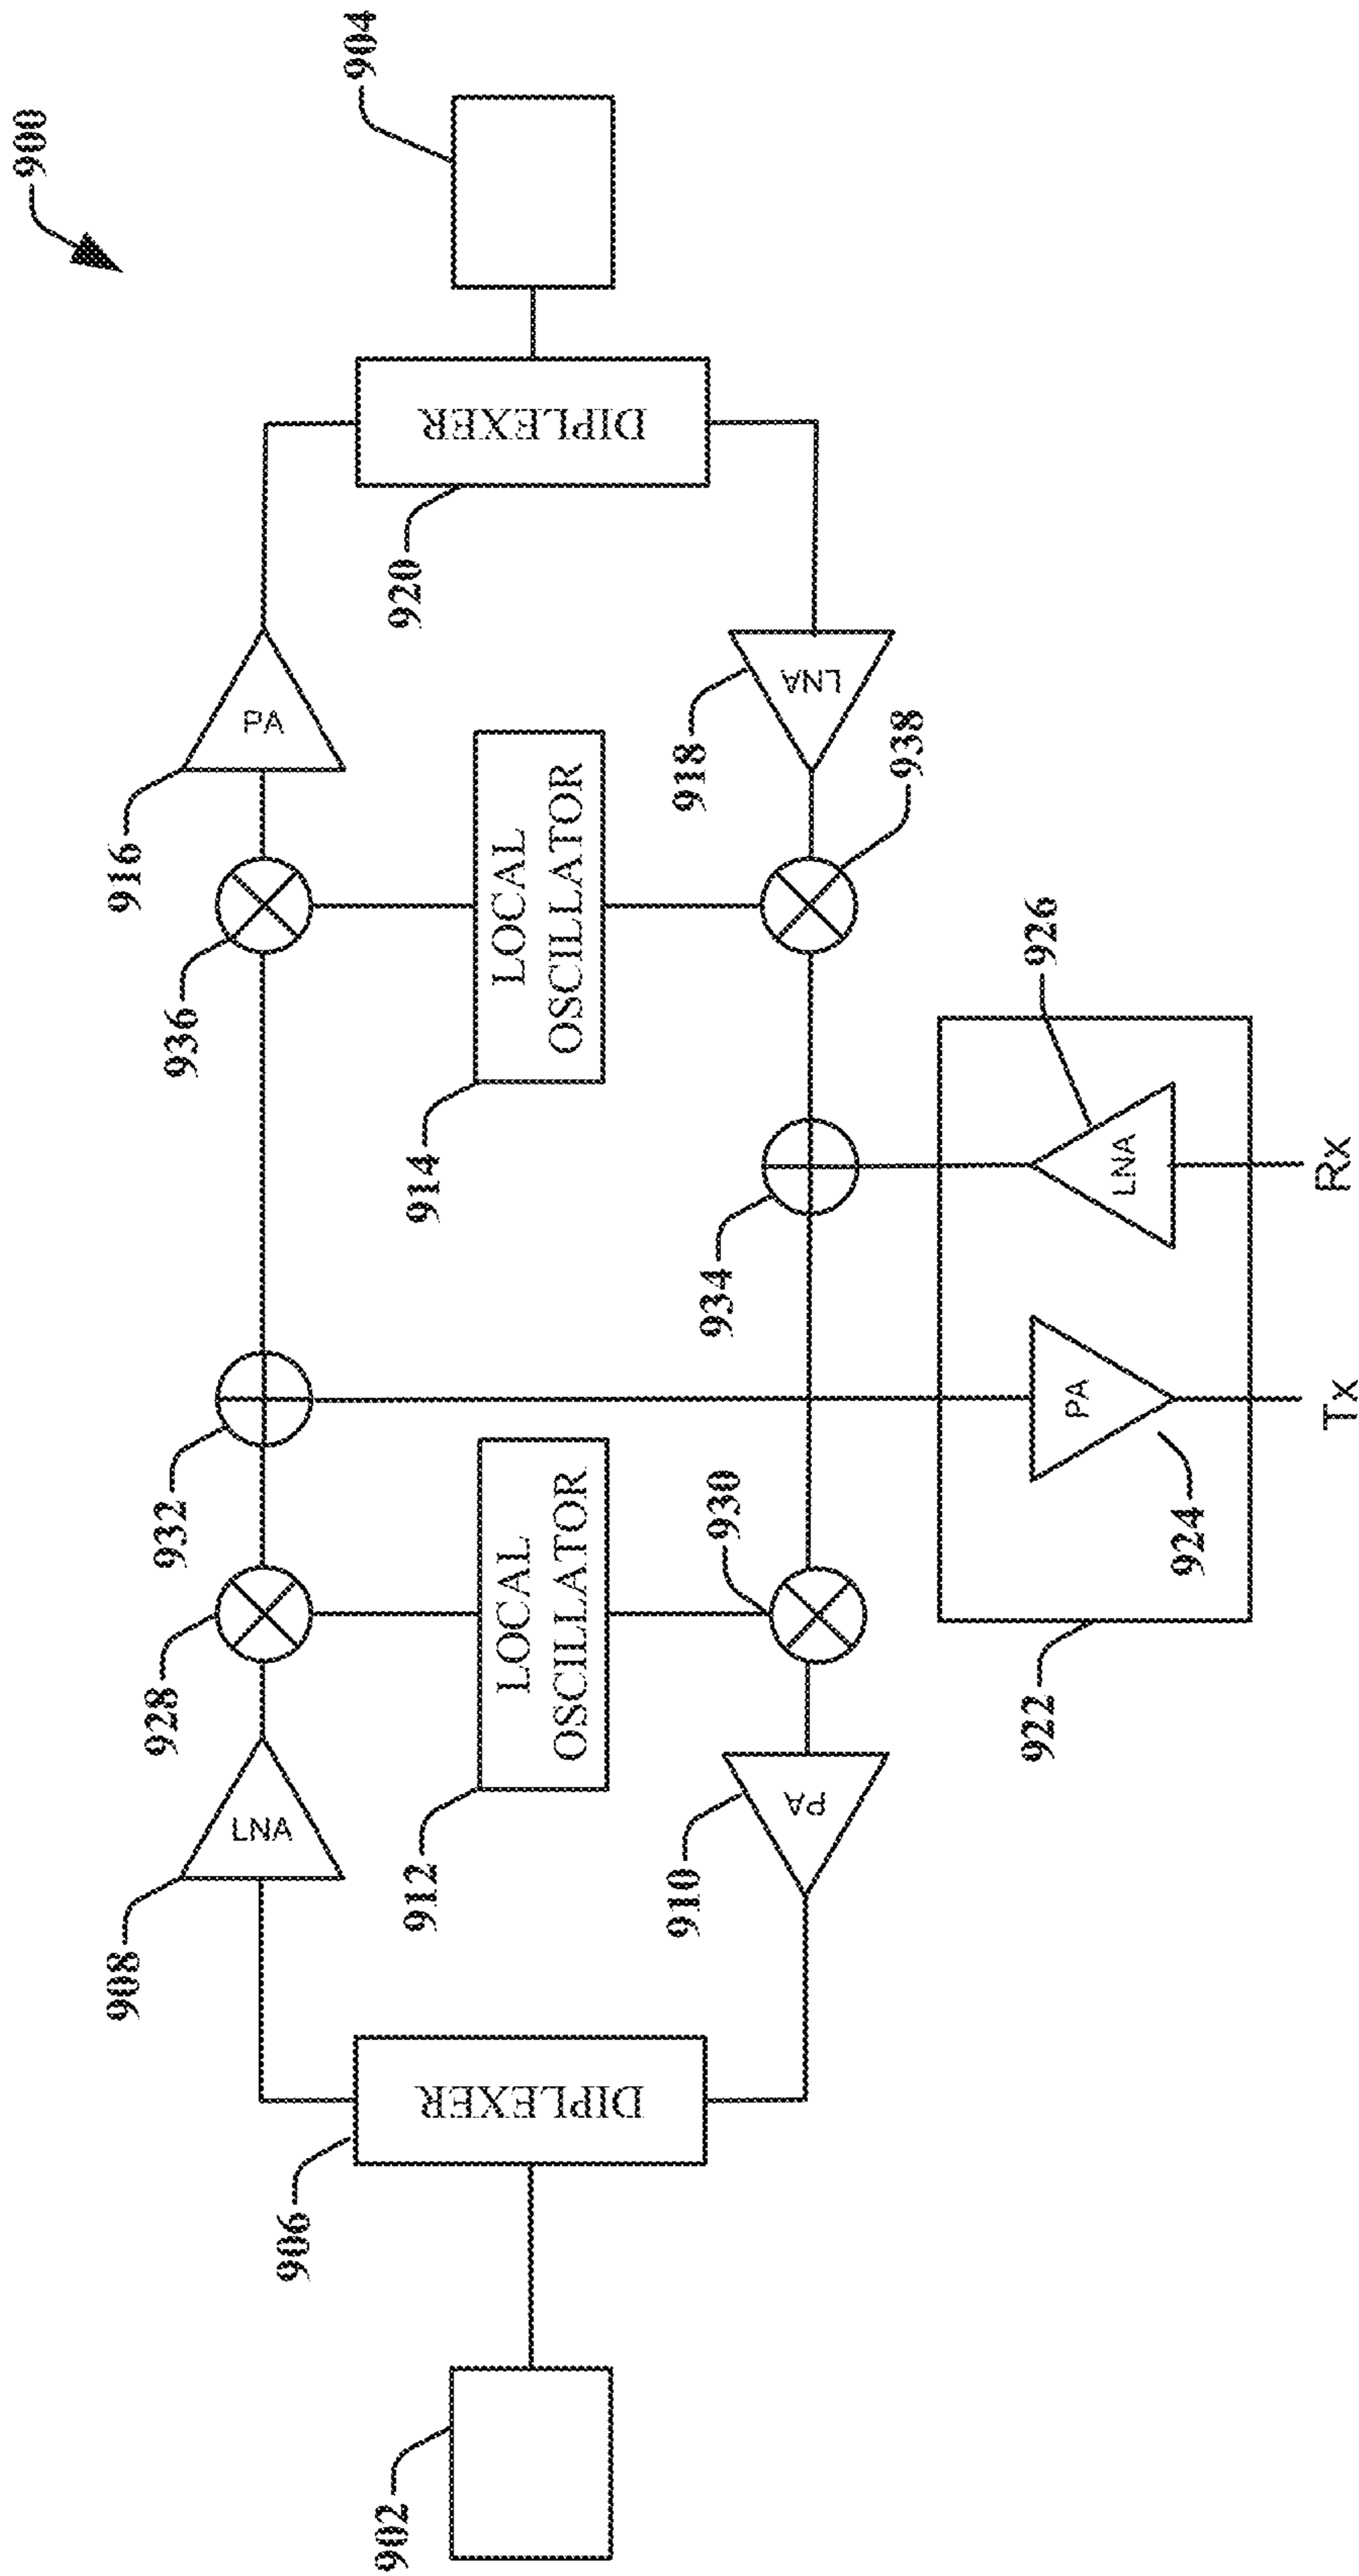 900
902
904
906
DIPLEXER
908
LNA
928
932
936
916
PA
920
DIPLEXER
912
LOCAL
OSCILLATOR
914
LOCAL
OSCILLATOR
910
PA
930
934
938
918
LNA
922
924
PA
926
LNA
Tx
Rx